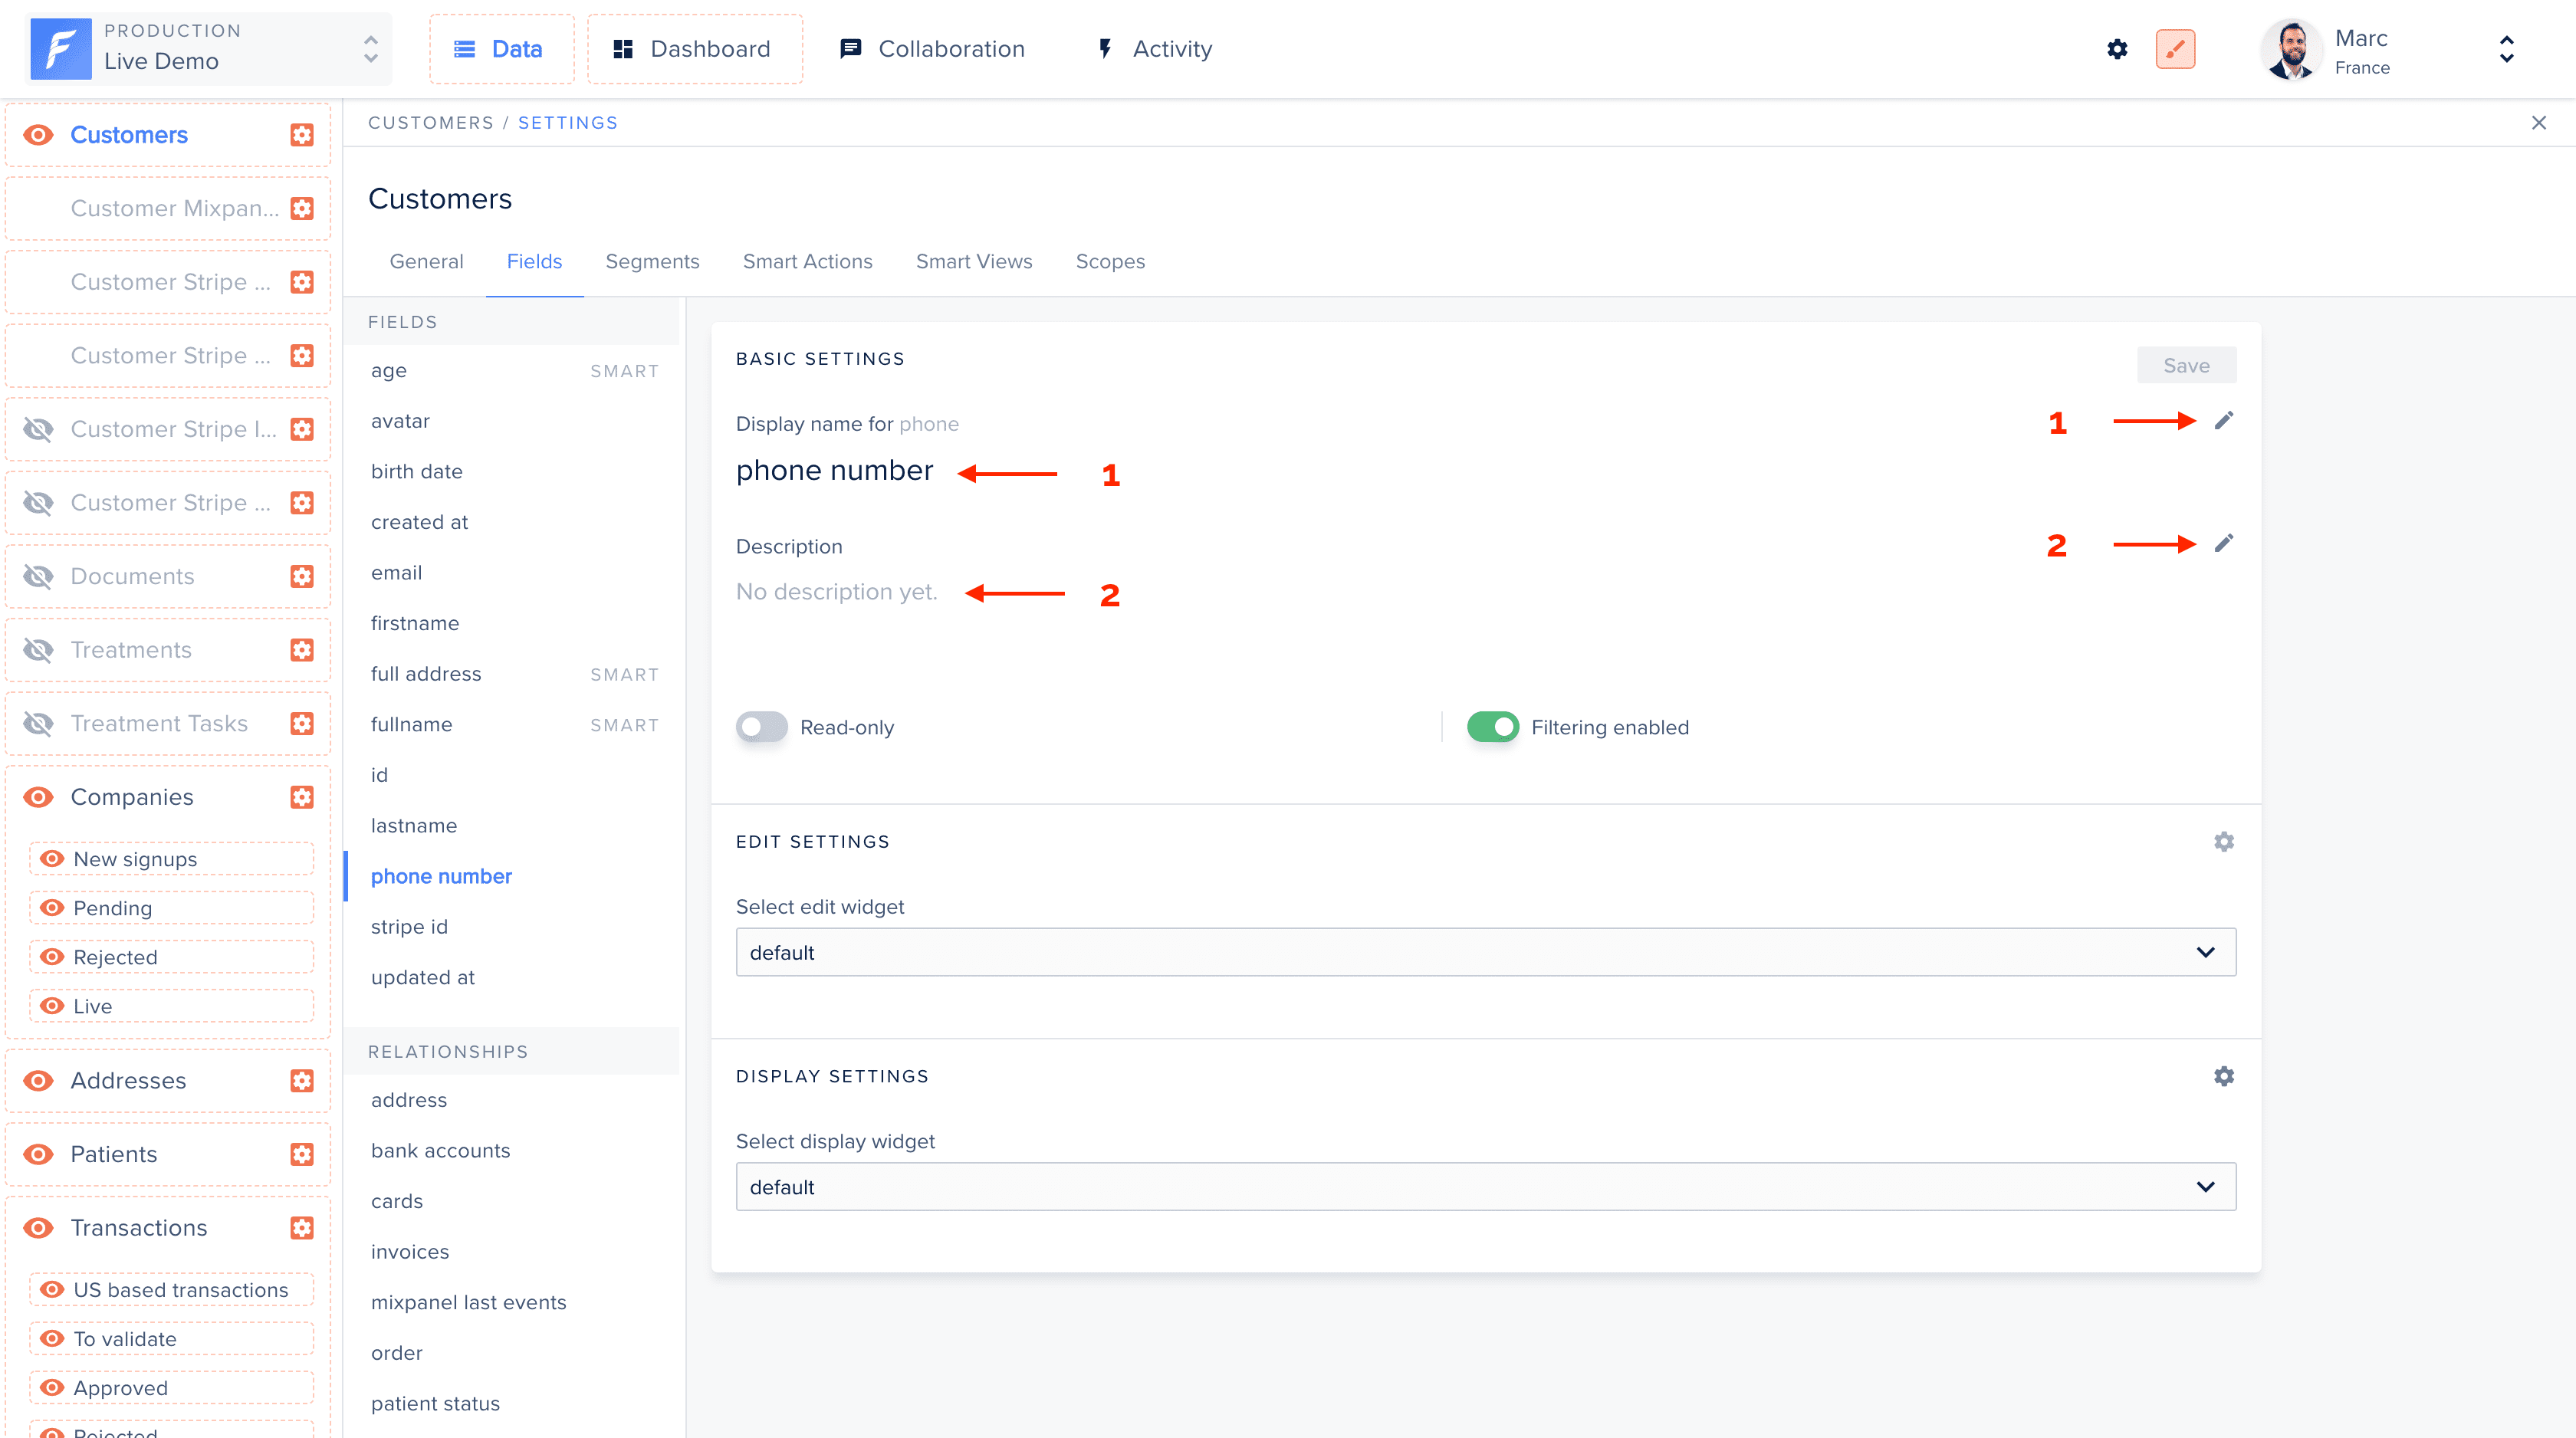 PRODUCTION
Live Demo
Data
Dashboard
Collaboration
Activity
Marc
France
Customers
Customer Mixpan...
Customer Stripe ...
Customer Stripe ...
Customer Stripe I...
Customer Stripe ...
Documents
Treatments
Treatment Tasks
Companies
New signups
Pending
Rejected
Live
Addresses
Patients
Transactions
US based transactions
To validate
Approved
Rejected
CUSTOMERS / SETTINGS
Customers
General
Fields
Segments
Smart Actions
Smart Views
Scopes
FIELDS
age SMART
avatar
birth date
created at
email
firstname
full address SMART
fullname SMART
id
lastname
phone number
stripe id
updated at
RELATIONSHIPS
address
bank accounts
cards
invoices
mixpanel last events
order
patient status
BASIC SETTINGS
Save
Display name for phone
1
phone number
1
Description
2
No description yet.
2
Read-only
Filtering enabled
EDIT SETTINGS
Select edit widget
default
DISPLAY SETTINGS
Select display widget
default